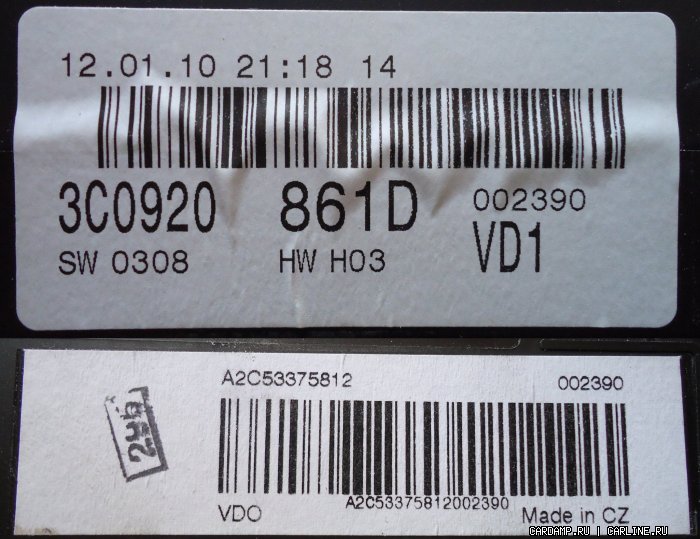 12.01.10 21:18 14
3C0920 861D 002390
SW 0308 HW H03 VD1
A2C53375812 002390
A2C53375812002390
VDO Made in CZ
CARDAMP.RU | CARLINE.RU